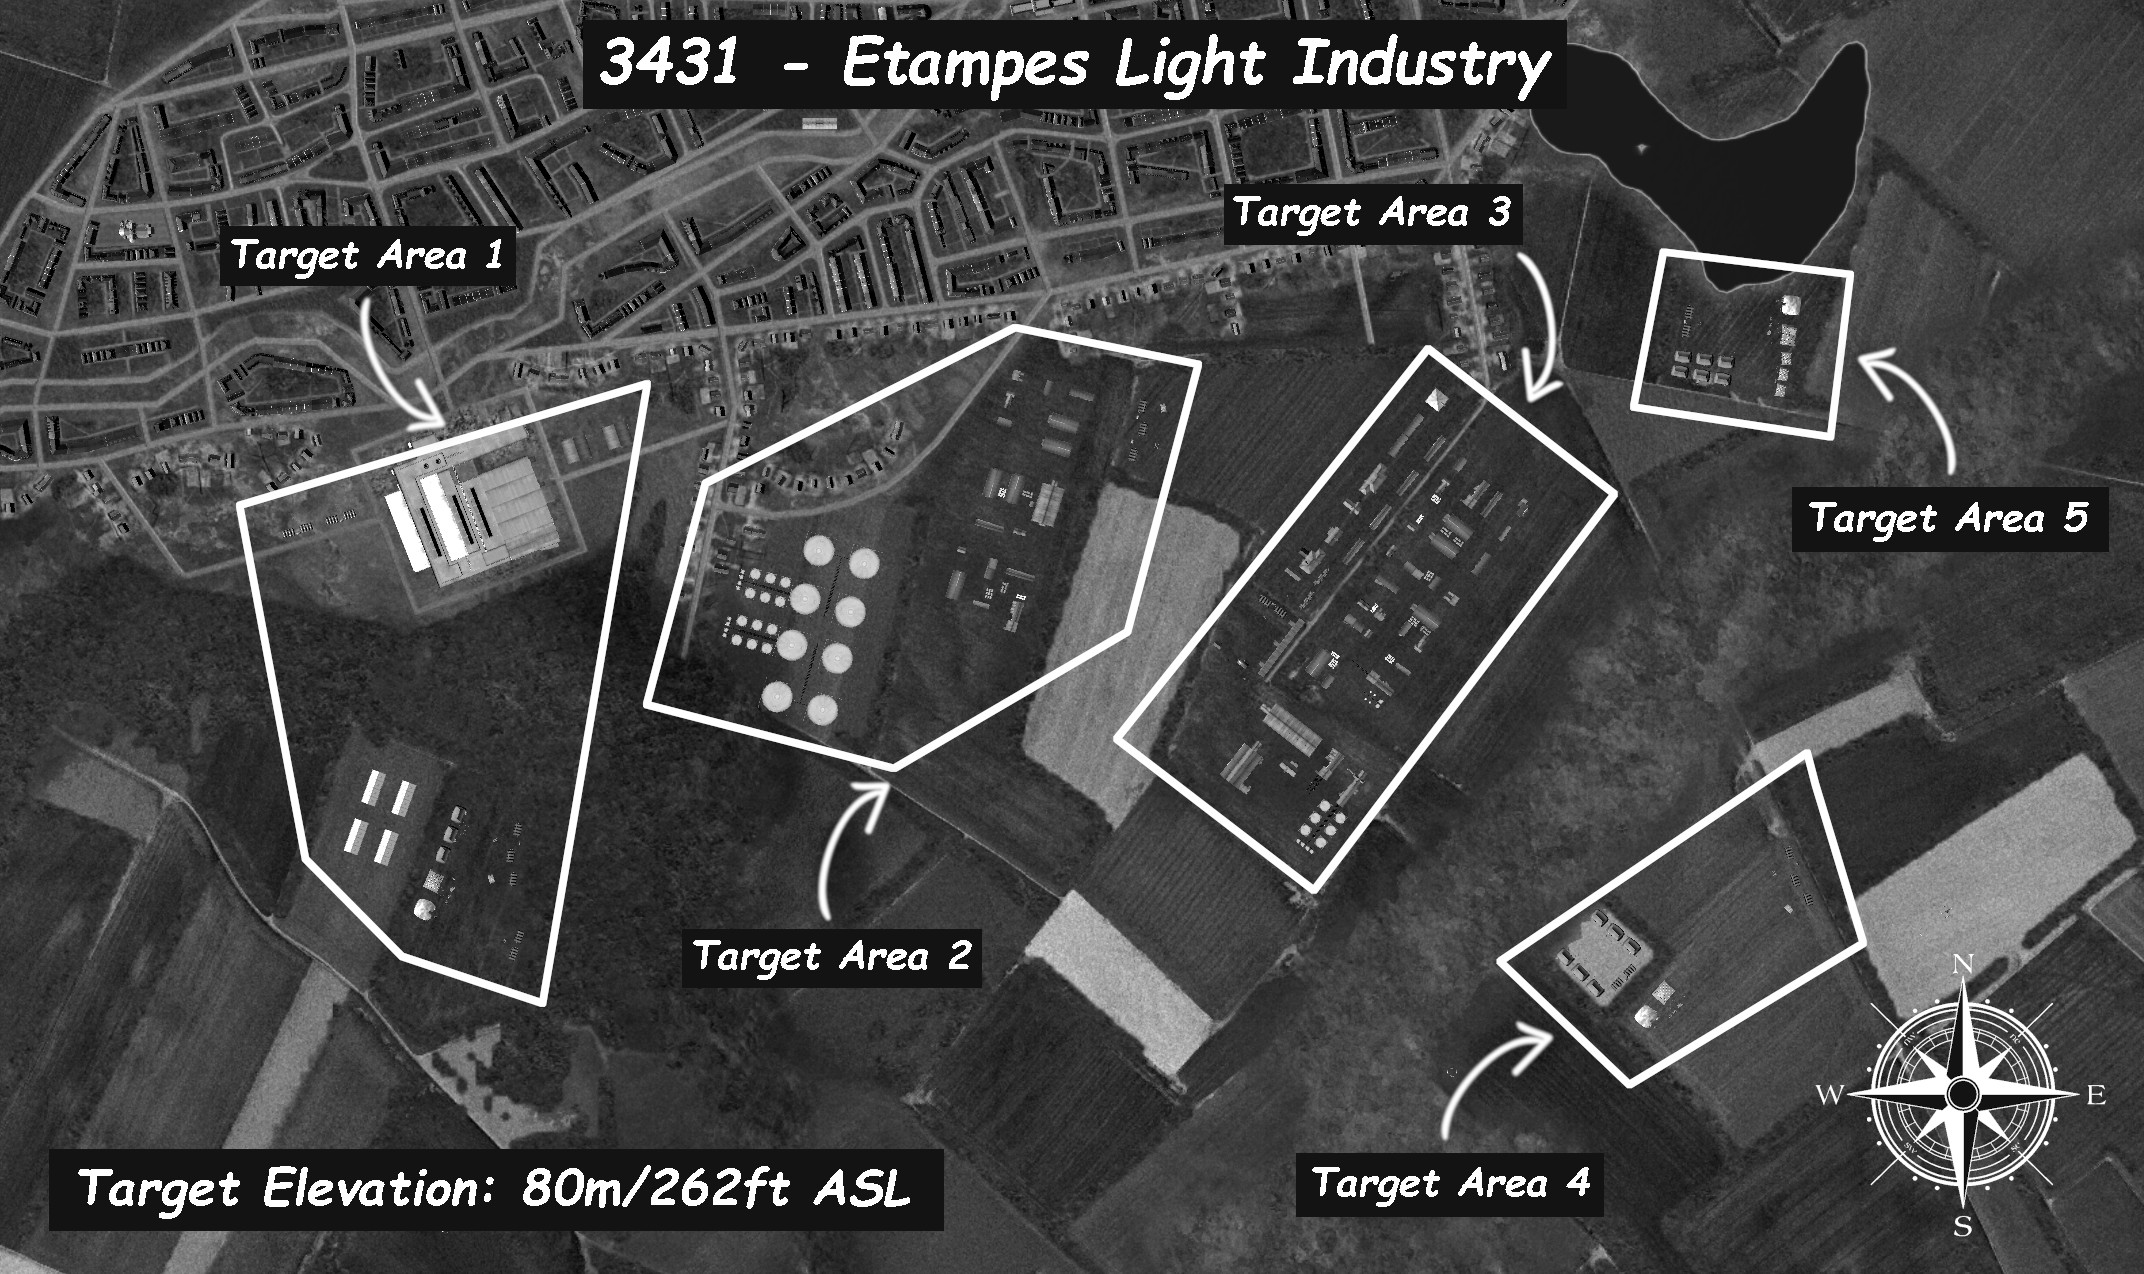 3431 - Etampes Light Industry
Target Area 3
Target Area 1
Target Area 5
Target Area 2
N
W
E
Target Area 4
Target Elevation: 80m/262ft ASL
S